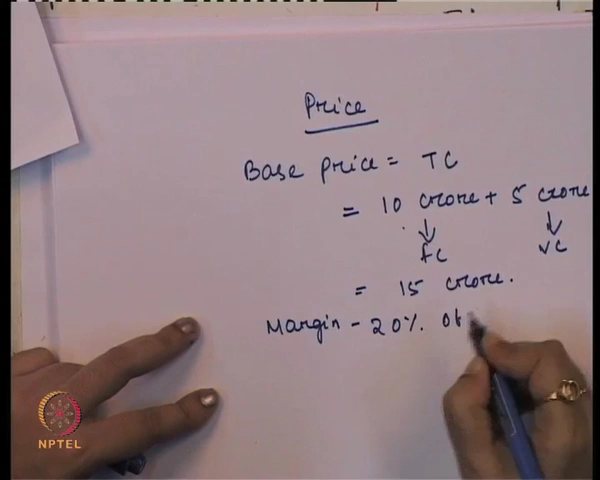 Price
Base price = TC
= 10 crore + 5 crore
↓ ↓
FC VC
= 15 crore.
Margin - 20% of
NPTEL